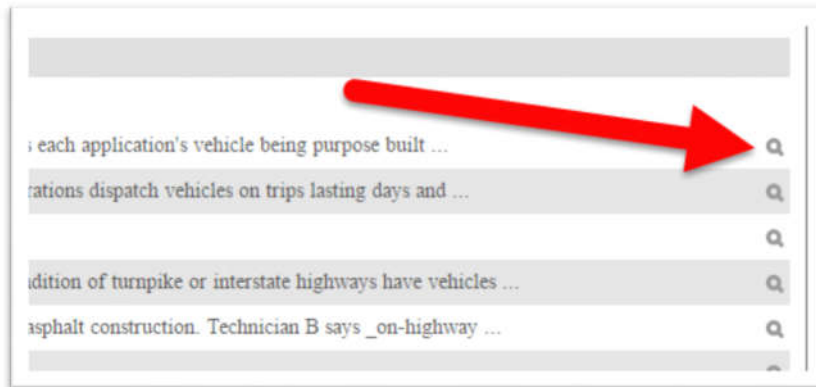 each application's vehicle being purpose built ...
rations dispatch vehicles on trips lasting days and ...
dition of turnpike or interstate highways have vehicles ...
asphalt construction. Technician B says _on-highway ...